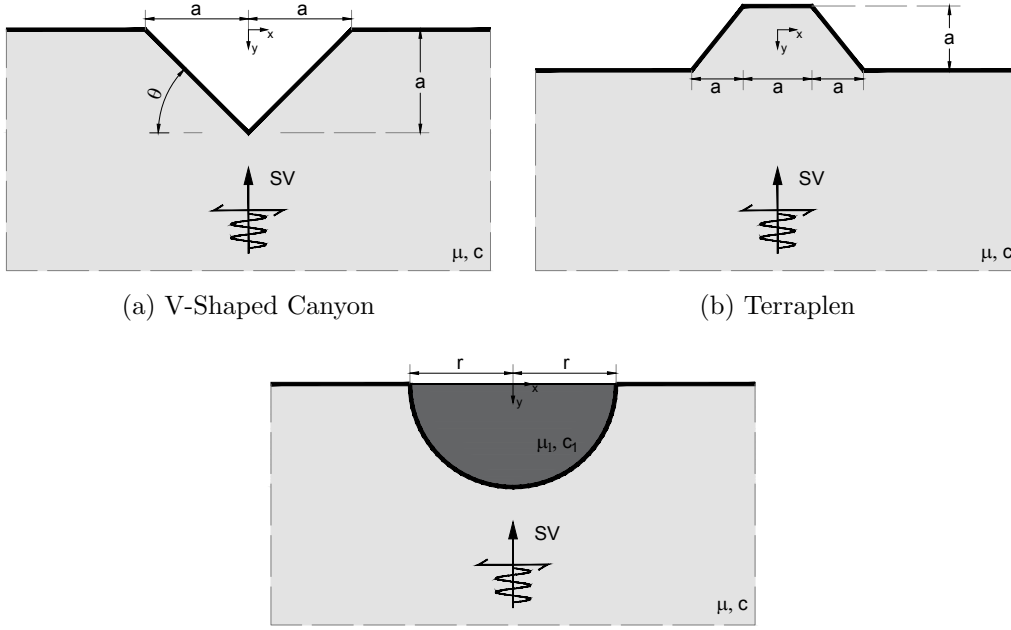 a a
x
y
θ
a
SV
μ, c
(a) V-Shaped Canyon
x
y
a
a a a
SV
μ, c
(b) Terraplen
r r
x
y
μ₁, c₁
SV
μ, c